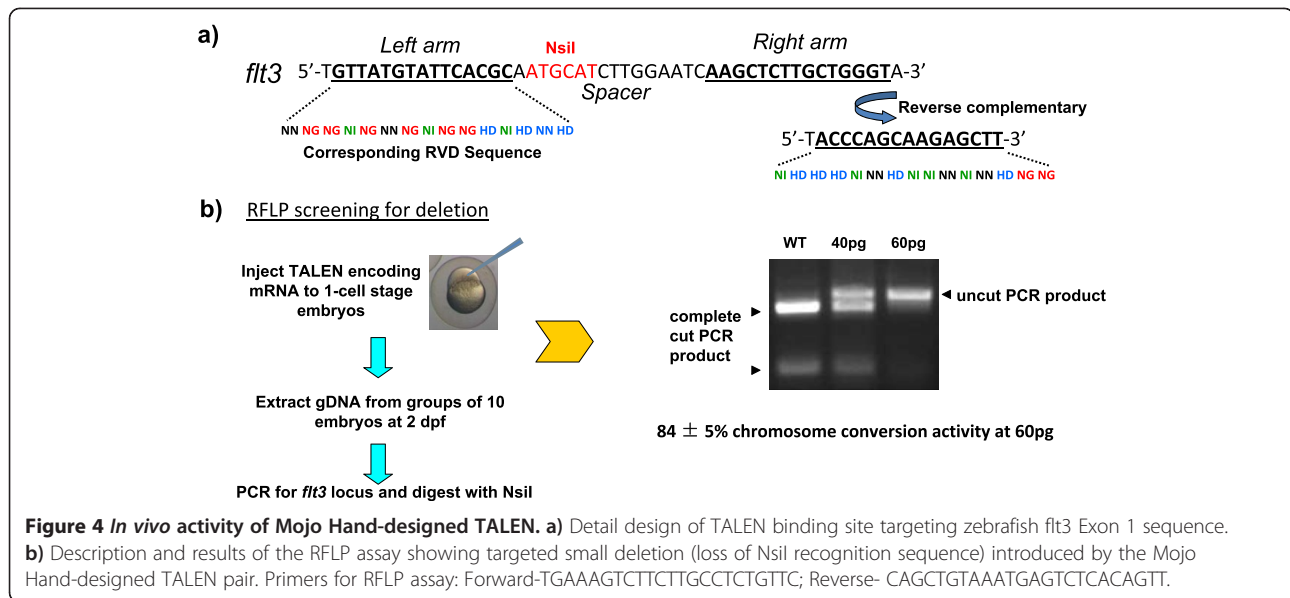 a)
Left arm
NsiI
Right arm
flt3 5’-TGTTATGTATTCACGCAATGCATCTTGGAATCAAGCTCTTGCTGGGTA-3’
Spacer
Reverse complementary
NN NG NG NI NG NN NG NI NG NG HD NI HD NN HD
Corresponding RVD Sequence
5’-TACCCAGCAAGAGCTT-3’
NI HD HD HD NI NN HD NI NI NN NI NN HD NG NG
b) RFLP screening for deletion
Inject TALEN encoding
mRNA to 1-cell stage
embryos
Extract gDNA from groups of 10
embryos at 2 dpf
PCR for flt3 locus and digest with NsiI
WT 40pg 60pg
uncut PCR product
complete
cut PCR
product
84 ± 5% chromosome conversion activity at 60pg
Figure 4 In vivo activity of Mojo Hand-designed TALEN. a) Detail design of TALEN binding site targeting zebrafish flt3 Exon 1 sequence.
b) Description and results of the RFLP assay showing targeted small deletion (loss of NsiI recognition sequence) introduced by the Mojo
Hand-designed TALEN pair. Primers for RFLP assay: Forward-TGAAAGTCTTCTTGCCTCTGTTC; Reverse- CAGCTGTAAATGAGTCTCACAGTT.